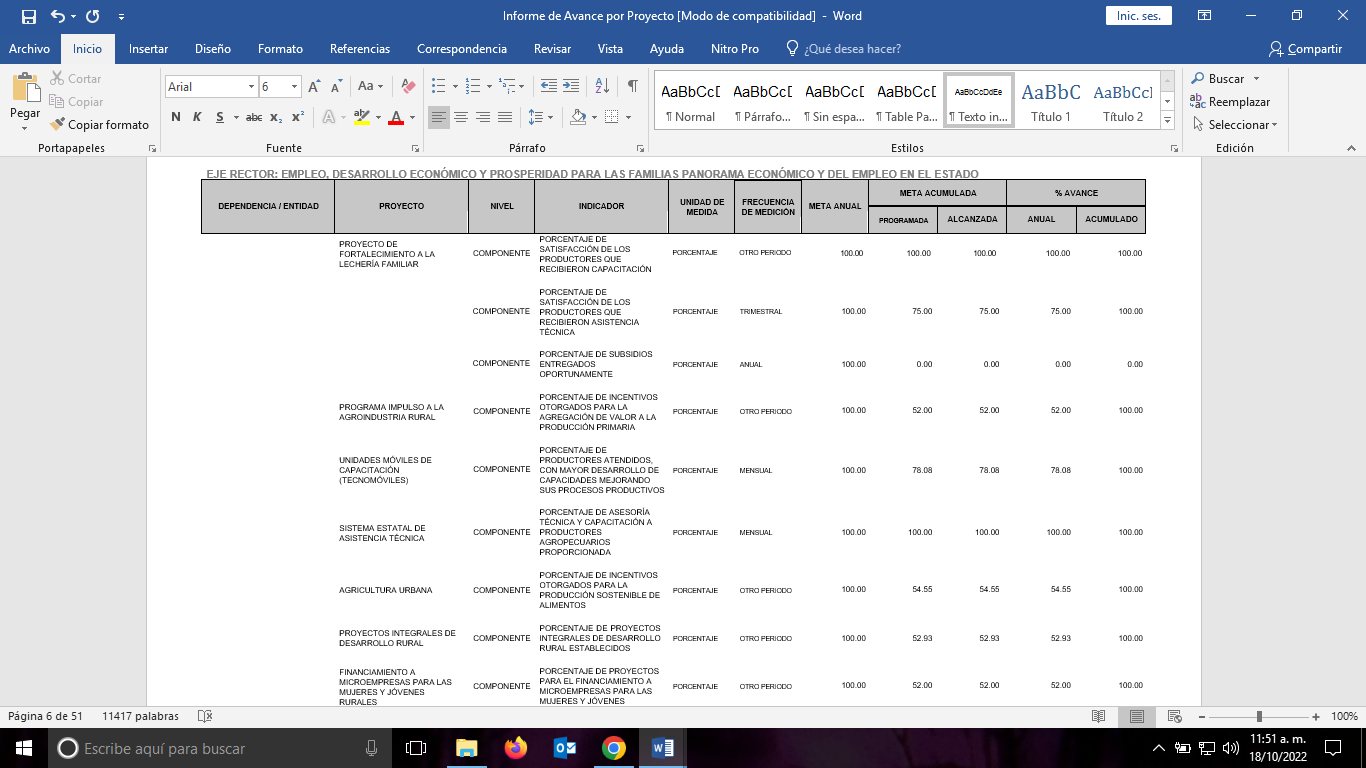 Informe de Avance por Proyecto [Modo de compatibilidad] - Word
Inic. ses.
Archivo Inicio Insertar Diseño Formato Referencias Correspondencia Revisar Vista Ayuda Nitro Pro ¿Qué desea hacer? Compartir
Pegar
Cortar
Copiar
Copiar formato
Portapapeles
Arial 6
Aa
N K S abc x₂ x²
Fuente
Párrafo
AaBbCcD AaBbCcD AaBbCcD AaBbCcD AaBbCcDdEe AaBbC AaBbCcI
¶ Normal ¶ Párrafo... ¶ Sin espa... ¶ Table Pa... ¶ Texto in... Título 1 Título 2
Estilos
Buscar
Reemplazar
Seleccionar
Edición
EJE RECTOR: EMPLEO, DESARROLLO ECONÓMICO Y PROSPERIDAD PARA LAS FAMILIAS PANORAMA ECONÓMICO Y DEL EMPLEO EN EL ESTADO
DEPENDENCIA / ENTIDAD
PROYECTO
NIVEL
INDICADOR
UNIDAD DE
MEDIDA
FRECUENCIA
DE MEDICIÓN
META ANUAL
META ACUMULADA
PROGRAMADA ALCANZADA
% AVANCE
ANUAL ACUMULADO
PROYECTO DE
FORTALECIMIENTO A LA
LECHERÍA FAMILIAR
COMPONENTE
PORCENTAJE DE
SATISFACCIÓN DE LOS
PRODUCTORES QUE
RECIBIERON CAPACITACIÓN
PORCENTAJE OTRO PERIODO 100.00 100.00 100.00 100.00 100.00
COMPONENTE
PORCENTAJE DE
SATISFACCIÓN DE LOS
PRODUCTORES QUE
RECIBIERON ASISTENCIA
TÉCNICA
PORCENTAJE TRIMESTRAL 100.00 75.00 75.00 75.00 100.00
COMPONENTE
PORCENTAJE DE SUBSIDIOS
ENTREGADOS
OPORTUNAMENTE
PORCENTAJE ANUAL 100.00 0.00 0.00 0.00 0.00
PROGRAMA IMPULSO A LA
AGROINDUSTRIA RURAL
COMPONENTE
PORCENTAJE DE INCENTIVOS
OTORGADOS PARA LA
AGREGACIÓN DE VALOR A LA
PRODUCCIÓN PRIMARIA
PORCENTAJE OTRO PERIODO 100.00 52.00 52.00 52.00 100.00
UNIDADES MÓVILES DE
CAPACITACIÓN
(TECNOMÓVILES)
COMPONENTE
PORCENTAJE DE
PRODUCTORES ATENDIDOS,
CON MAYOR DESARROLLO DE
CAPACIDADES MEJORANDO
SUS PROCESOS PRODUCTIVOS
PORCENTAJE MENSUAL 100.00 78.08 78.08 78.08 100.00
SISTEMA ESTATAL DE
ASISTENCIA TÉCNICA
COMPONENTE
PORCENTAJE DE ASESORÍA
TÉCNICA Y CAPACITACIÓN A
PRODUCTORES
AGROPECUARIOS
PROPORCIONADA
PORCENTAJE MENSUAL 100.00 100.00 100.00 100.00 100.00
AGRICULTURA URBANA
COMPONENTE
PORCENTAJE DE INCENTIVOS
OTORGADOS PARA LA
PRODUCCIÓN SOSTENIBLE DE
ALIMENTOS
PORCENTAJE OTRO PERIODO 100.00 54.55 54.55 54.55 100.00
PROYECTOS INTEGRALES DE
DESARROLLO RURAL
COMPONENTE
PORCENTAJE DE PROYECTOS
INTEGRALES DE DESARROLLO
RURAL ESTABLECIDOS
PORCENTAJE OTRO PERIODO 100.00 52.93 52.93 52.93 100.00
FINANCIAMIENTO A
MICROEMPRESAS PARA LAS
MUJERES Y JÓVENES
RURALES
COMPONENTE
PORCENTAJE DE PROYECTOS
PARA EL FINANCIAMIENTO A
MICROEMPRESAS PARA LAS
MUJERES Y JÓVENES
PORCENTAJE OTRO PERIODO 100.00 52.00 52.00 52.00 100.00
Página 6 de 51 11417 palabras 100%
Escribe aquí para buscar
11:51 a. m.
18/10/2022